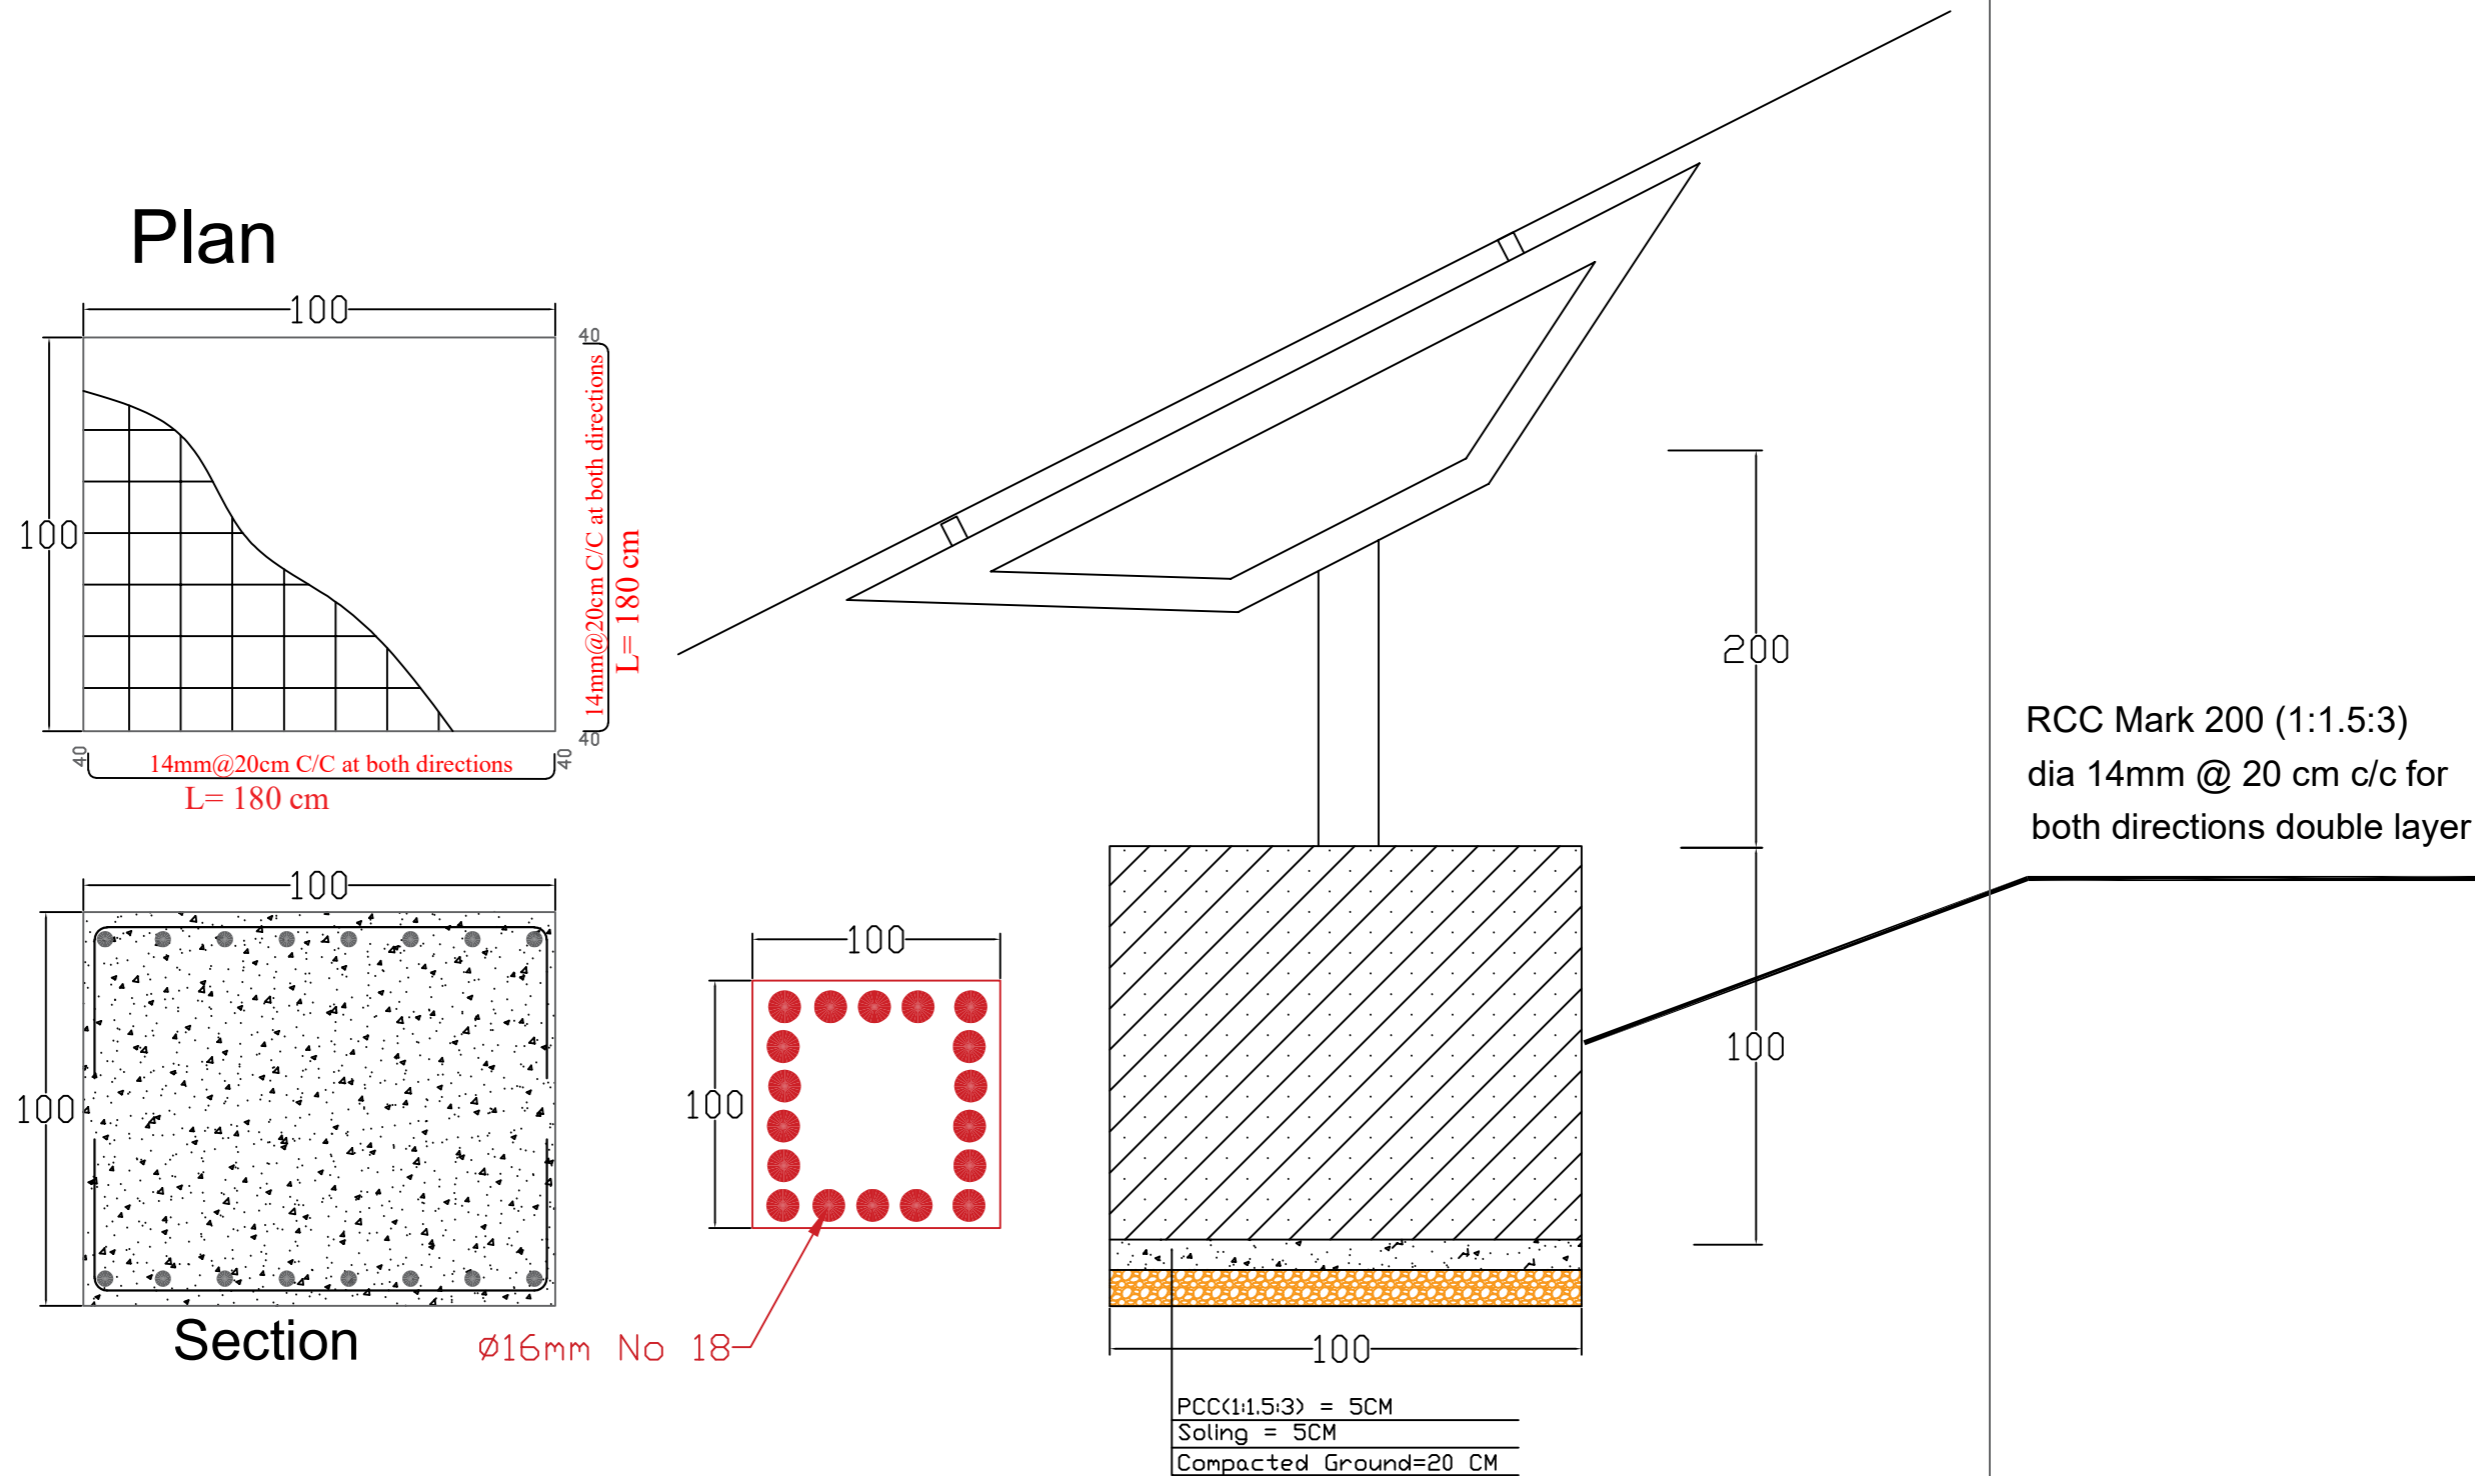 Plan
100
100
40
14mm@20cm C/C at both directions
L= 180 cm
40
40
14mm@20cm C/C at both directions
40
L= 180 cm
100
100
Section
100
100
Ø16mm No 18
200
100
100
RCC Mark 200 (1:1.5:3)
dia 14mm @ 20 cm c/c for
both directions double layer
PCC(1:1.5:3) = 5CM
Soling = 5CM
Compacted Ground=20 CM